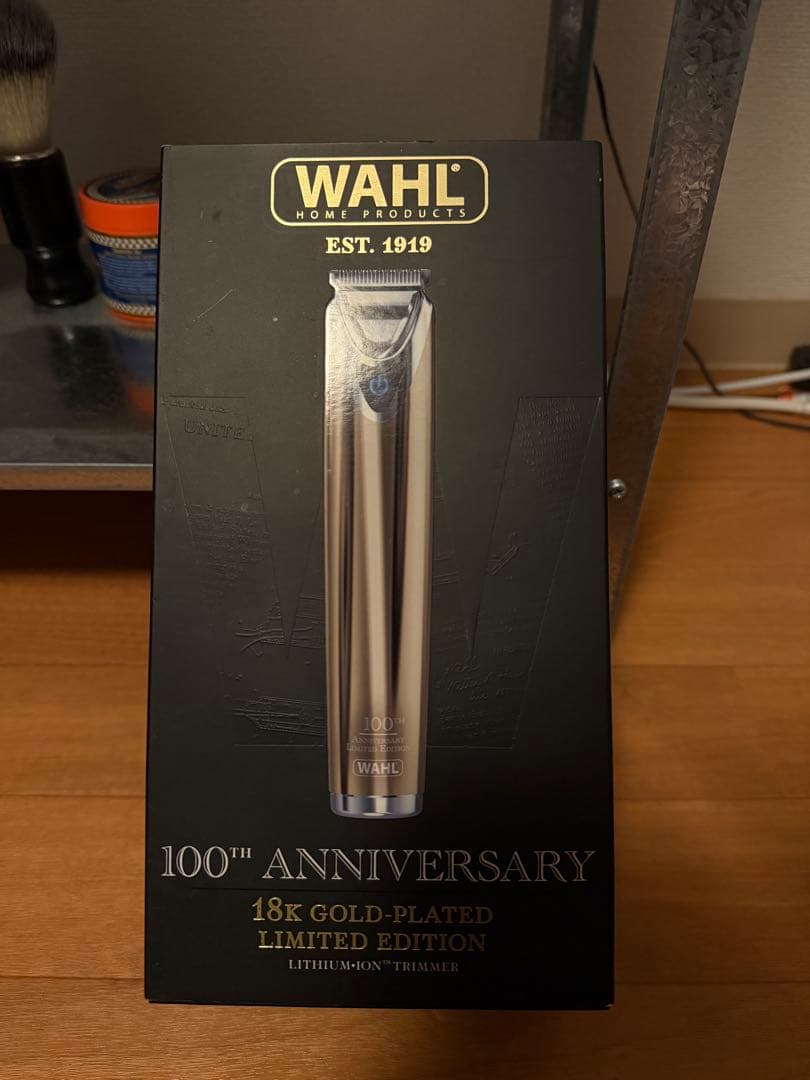 WAHL®
HOME PRODUCTS
EST. 1919
UNITE
100TH
ANNIVERSARY
LIMITED EDITION
WAHL
100TH ANNIVERSARY
18K GOLD-PLATED
LIMITED EDITION
LITHIUM•ION™ TRIMMER